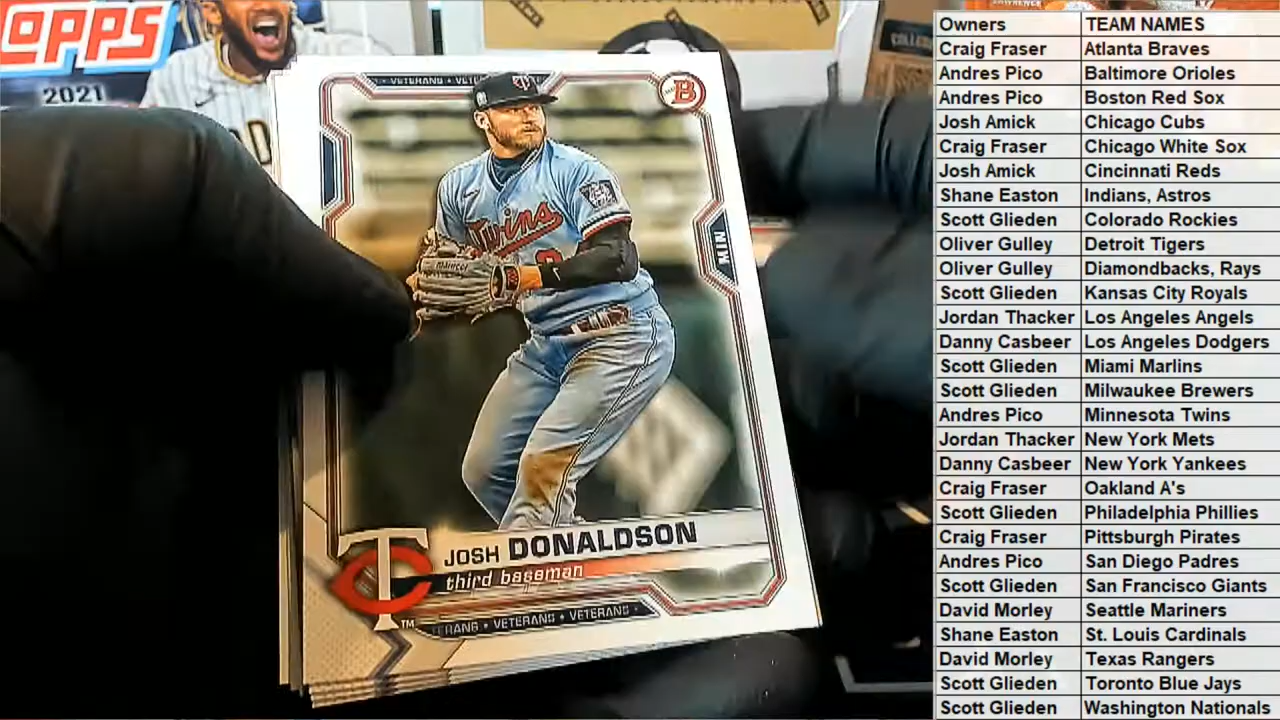 TOPPS
2021
VETERANS • VETE
B
Twins
MIN
JOSH DONALDSON
third baseman
TC
TM
ERANS • VETERANS • VETERANS •
Owners TEAM NAMES
Craig Fraser Atlanta Braves
Andres Pico Baltimore Orioles
Andres Pico Boston Red Sox
Josh Amick Chicago Cubs
Craig Fraser Chicago White Sox
Josh Amick Cincinnati Reds
Shane Easton Indians, Astros
Scott Glieden Colorado Rockies
Oliver Gulley Detroit Tigers
Oliver Gulley Diamondbacks, Rays
Scott Glieden Kansas City Royals
Jordan Thacker Los Angeles Angels
Danny Casbeer Los Angeles Dodgers
Scott Glieden Miami Marlins
Scott Glieden Milwaukee Brewers
Andres Pico Minnesota Twins
Jordan Thacker New York Mets
Danny Casbeer New York Yankees
Craig Fraser Oakland A's
Scott Glieden Philadelphia Phillies
Craig Fraser Pittsburgh Pirates
Andres Pico San Diego Padres
Scott Glieden San Francisco Giants
David Morley Seattle Mariners
Shane Easton St. Louis Cardinals
David Morley Texas Rangers
Scott Glieden Toronto Blue Jays
Scott Glieden Washington Nationals